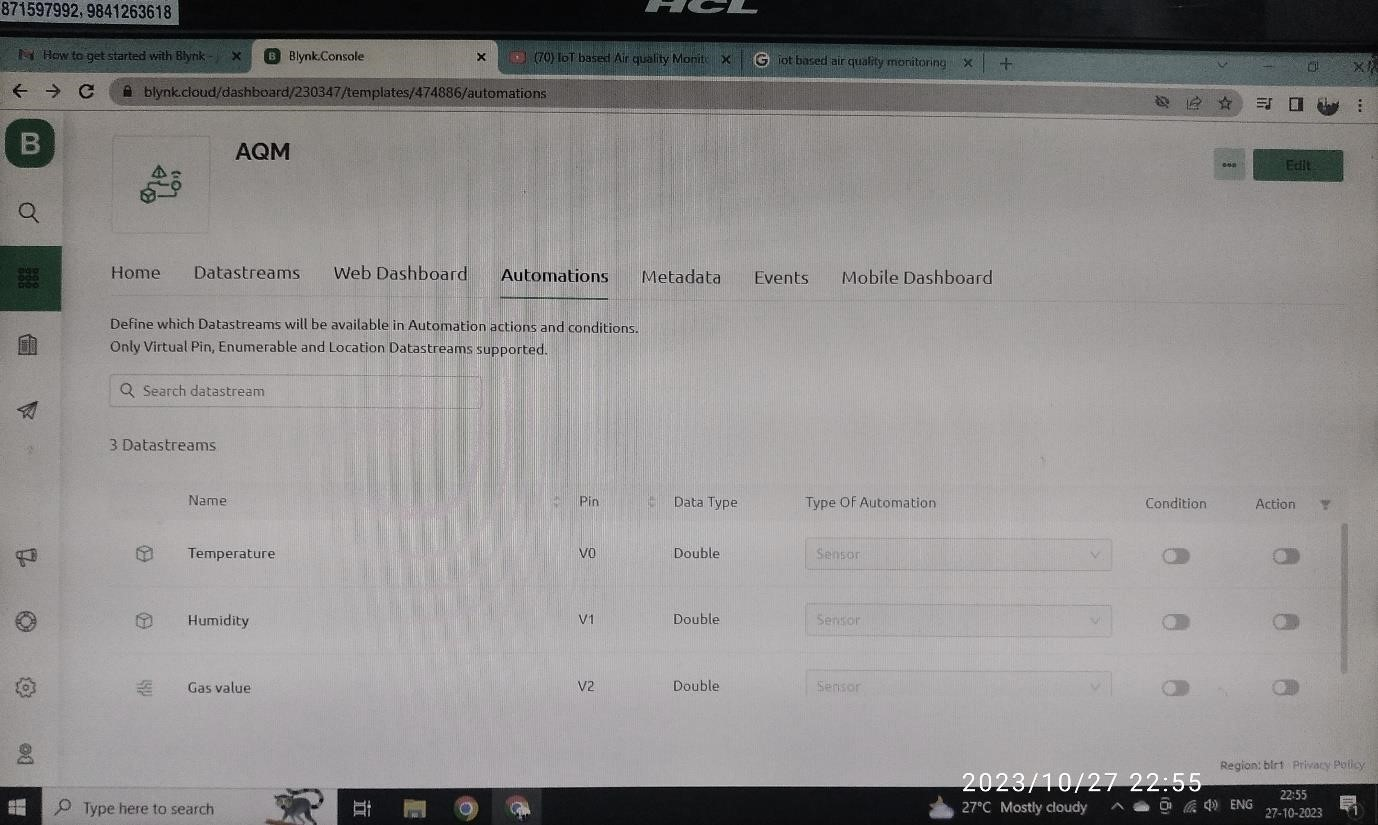 871597992, 9841263618
HCL
How to get started with Blynk -
Blynk.Console
(70) IoT based Air quality Monit
iot based air quality monitoring
blynk.cloud/dashboard/230347/templates/474886/automations
B
AQM
Edit
Home Datastreams Web Dashboard Automations Metadata Events Mobile Dashboard
Define which Datastreams will be available in Automation actions and conditions.
Only Virtual Pin, Enumerable and Location Datastreams supported.
Search datastream
3 Datastreams
Name Pin Data Type Type Of Automation Condition Action
Temperature V0 Double Sensor
Humidity V1 Double Sensor
Gas value V2 Double Sensor
Region: blr1 Privacy Policy
2023/10/27 22:55
Type here to search
27°C Mostly cloudy
ENG
22:55
27-10-2023
1